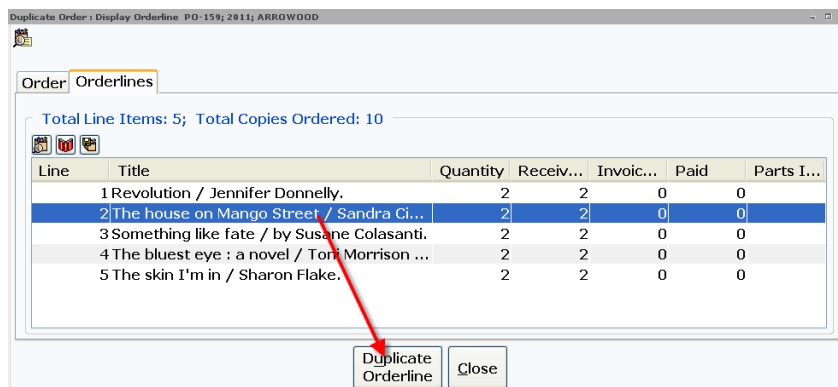 Duplicate Order : Display Orderline PO-159; 2011; ARROWOOD
Order Orderlines
Total Line Items: 5; Total Copies Ordered: 10
Line Title Quantity Receiv... Invoic... Paid Parts I...
1 Revolution / Jennifer Donnelly. 2 2 0 0
2 The house on Mango Street / Sandra Ci... 2 2 0 0
3 Something like fate / by Susane Colasanti. 2 2 0 0
4 The bluest eye : a novel / Toni Morrison ... 2 2 0 0
5 The skin I'm in / Sharon Flake. 2 2 0 0
Duplicate
Orderline
Close